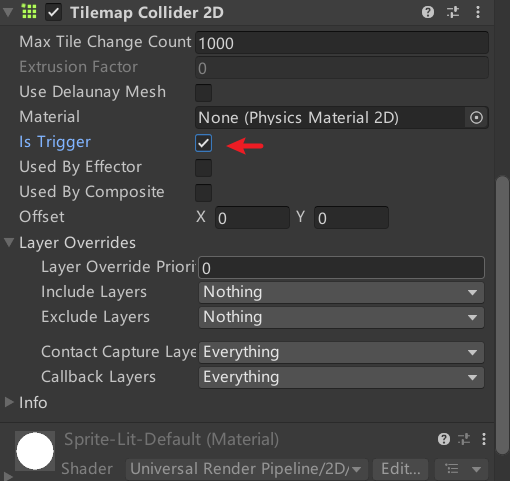 Tilemap Collider 2D
Max Tile Change Count 1000
Extrusion Factor 0
Use Delaunay Mesh
Material None (Physics Material 2D)
Is Trigger
Used By Effector
Used By Composite
Offset X 0 Y 0
Layer Overrides
Layer Override Priori 0
Include Layers Nothing
Exclude Layers Nothing
Contact Capture Laye Everything
Callback Layers Everything
Info
Sprite-Lit-Default (Material)
Shader Universal Render Pipeline/2D/ Edit...